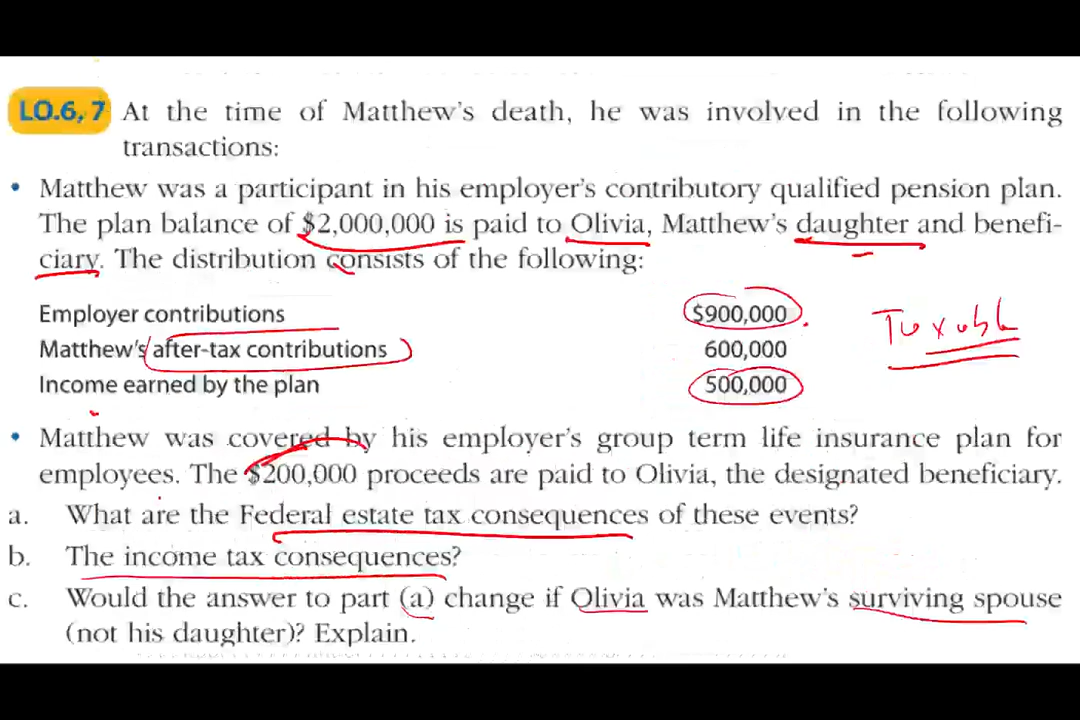 LO.6, 7 At the time of Matthew's death, he was involved in the following
transactions:
• Matthew was a participant in his employer's contributory qualified pension plan.
The plan balance of $2,000,000 is paid to Olivia, Matthew's daughter and benefi-
ciary. The distribution consists of the following:
Employer contributions $900,000
Matthew's after-tax contributions 600,000
Income earned by the plan 500,000
Taxable
• Matthew was covered by his employer's group term life insurance plan for
employees. The $200,000 proceeds are paid to Olivia, the designated beneficiary.
a. What are the Federal estate tax consequences of these events?
b. The income tax consequences?
c. Would the answer to part (a) change if Olivia was Matthew's surviving spouse
(not his daughter)? Explain.